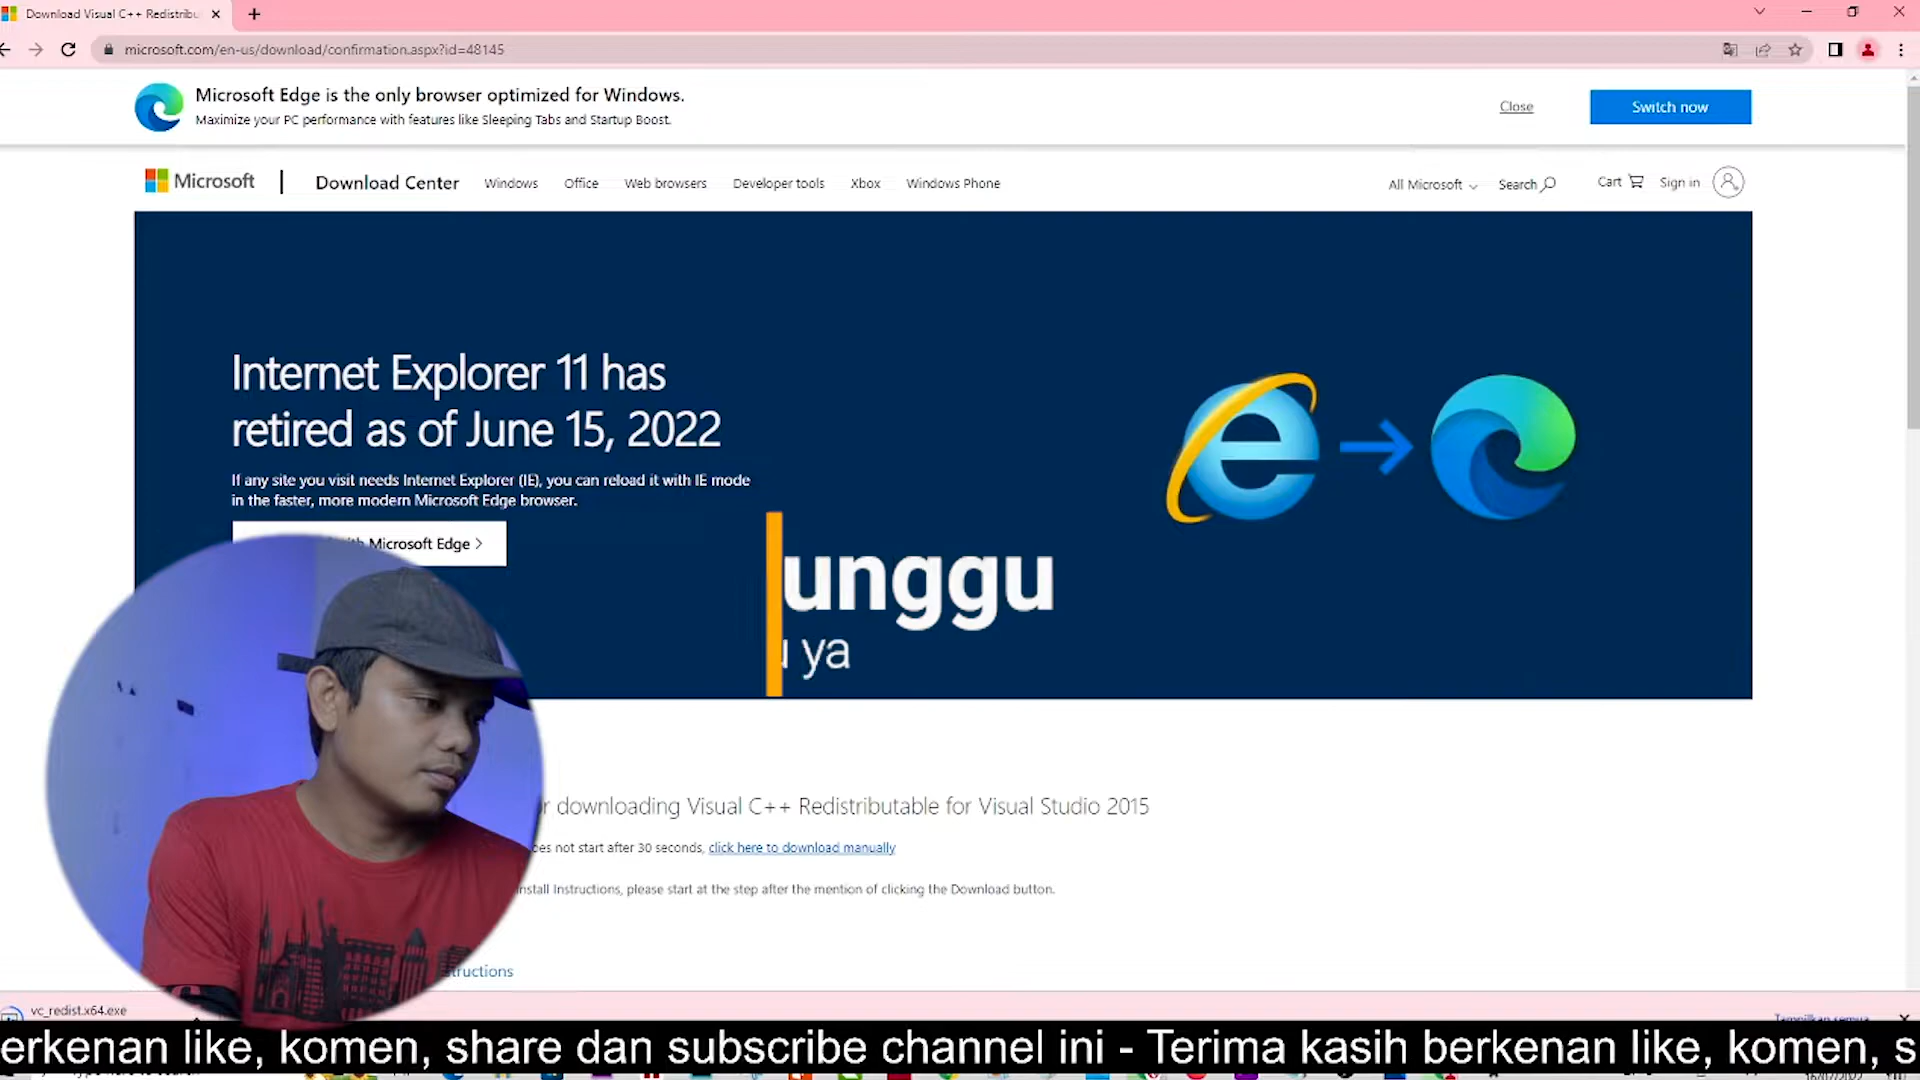 Download Visual C++ Redistribu
microsoft.com/en-us/download/confirmation.aspx?id=48145
Microsoft Edge is the only browser optimized for Windows.
Maximize your PC performance with features like Sleeping Tabs and Startup Boost.
Close
Switch now
Microsoft
Download Center
Windows
Office
Web browsers
Developer tools
Xbox
Windows Phone
All Microsoft
Search
Cart
Sign in
Internet Explorer 11 has
retired as of June 15, 2022
If any site you visit needs Internet Explorer (IE), you can reload it with IE mode
in the faster, more modern Microsoft Edge browser.
with Microsoft Edge >
unggu
u ya
r downloading Visual C++ Redistributable for Visual Studio 2015
oes not start after 30 seconds, click here to download manually
nstall Instructions, please start at the step after the mention of clicking the Download button.
structions
vc_redist.x64.exe
Tampilkan semua
erkenan like, komen, share dan subscribe channel ini - Terima kasih berkenan like, komen, s